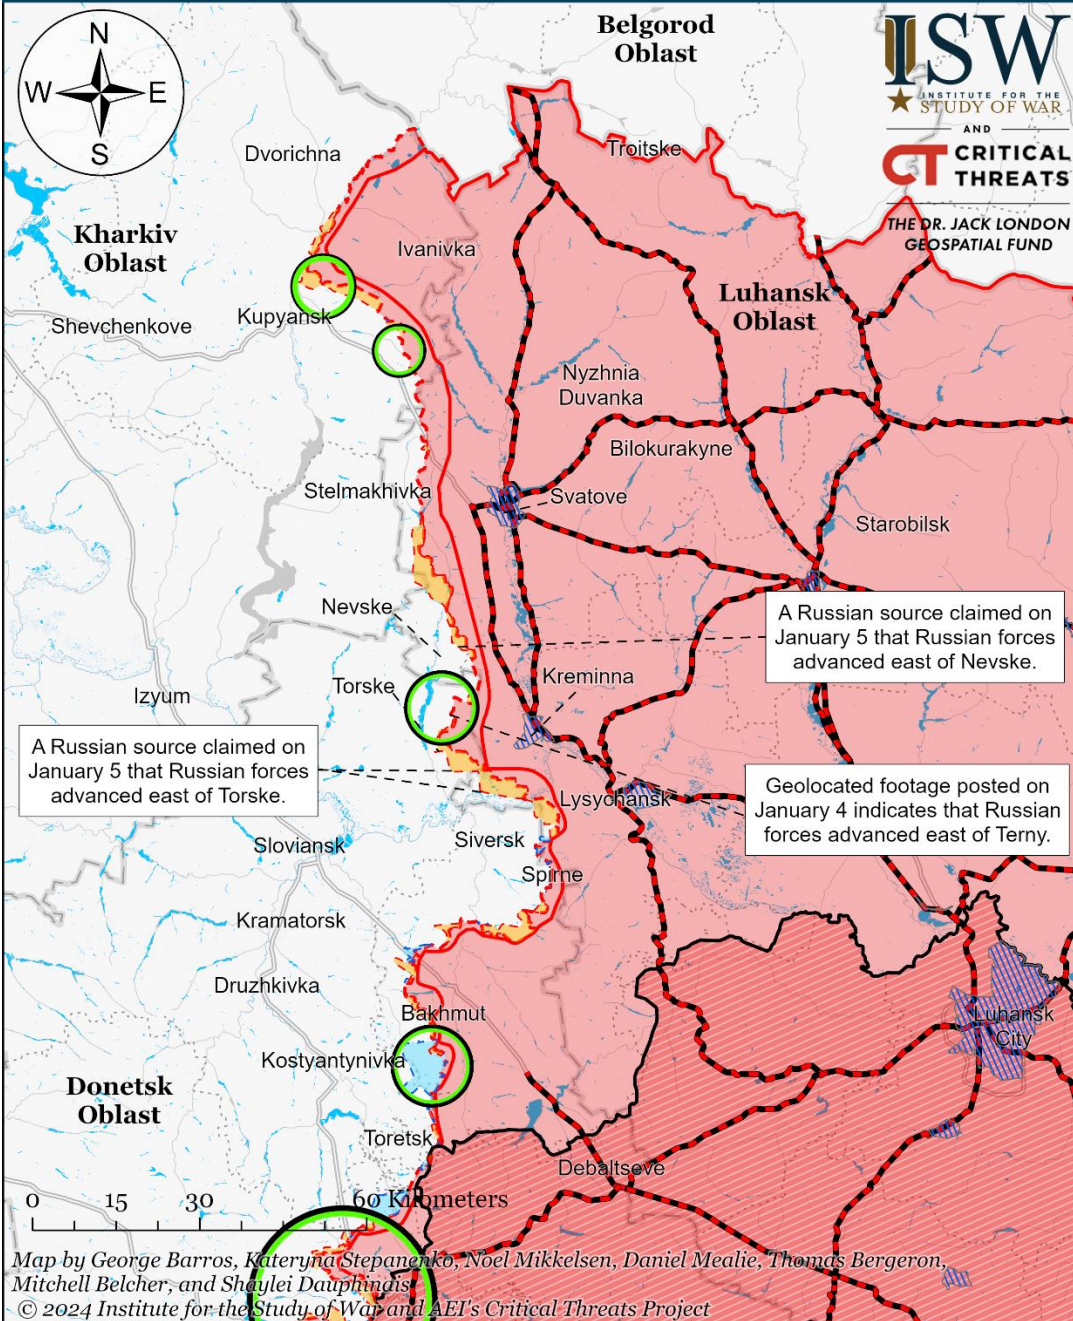 N
W
E
S
Belgorod
Oblast
ISW
INSTITUTE FOR THE
STUDY OF WAR
AND
CT CRITICAL
THREATS
THE DR. JACK LONDON
GEOSPATIAL FUND
Dvorichna
Troitske
Kharkiv
Oblast
Ivanivka
Luhansk
Oblast
Kupyansk
Shevchenkove
Nyzhnia
Duvanka
Bilokurakyne
Stelmakhivka
Svatove
Starobilsk
Nevske
A Russian source claimed on
January 5 that Russian forces
advanced east of Nevske.
Torske
Kreminna
Izyum
A Russian source claimed on
January 5 that Russian forces
advanced east of Torske.
Geolocated footage posted on
January 4 indicates that Russian
forces advanced east of Terny.
Lysychansk
Siversk
Sloviansk
Spirne
Kramatorsk
Druzhkivka
Bakhmut
Luhansk
City
Kostyantynivka
Donetsk
Oblast
Toretsk
Debaltseve
0 15 30 60 Kilometers
Map by George Barros, Kateryna Stepanenko, Noel Mikkelsen, Daniel Mealie, Thomas Bergeron,
Mitchell Belcher, and Shaylei Dauphinais
© 2024 Institute for the Study of War and AEI's Critical Threats Project